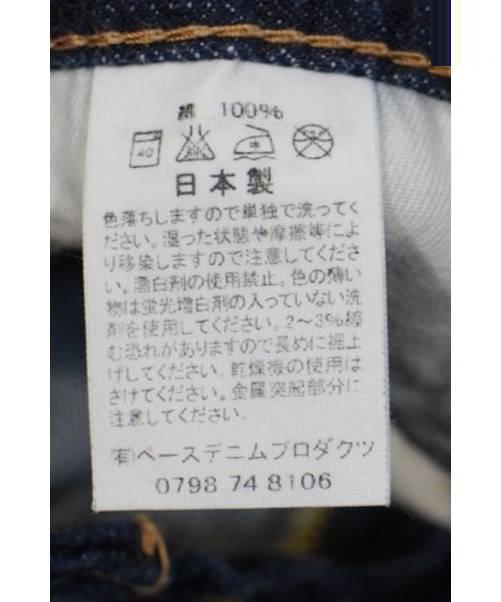 綿 100%
40
日本製
色落ちしますので単独で洗ってく
ださい。湿った状態や摩擦等によ
り移染しますので注意してくださ
い。漂白剤の使用禁止。色の薄い
物は蛍光増白剤の入っていない洗
剤を使用してください。2～3%縮
む恐れがありますので長めに裾上
げしてください。乾燥機の使用は
さけてください。金属突起部分に
注意してください。
(有)ベースデニムプロダクツ
0798 74 8106